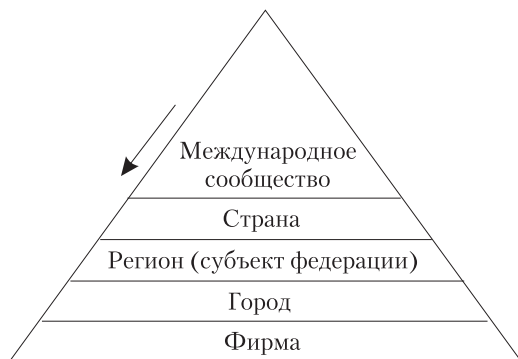 Международное
сообщество
Страна
Регион (субъект федерации)
Город
Фирма